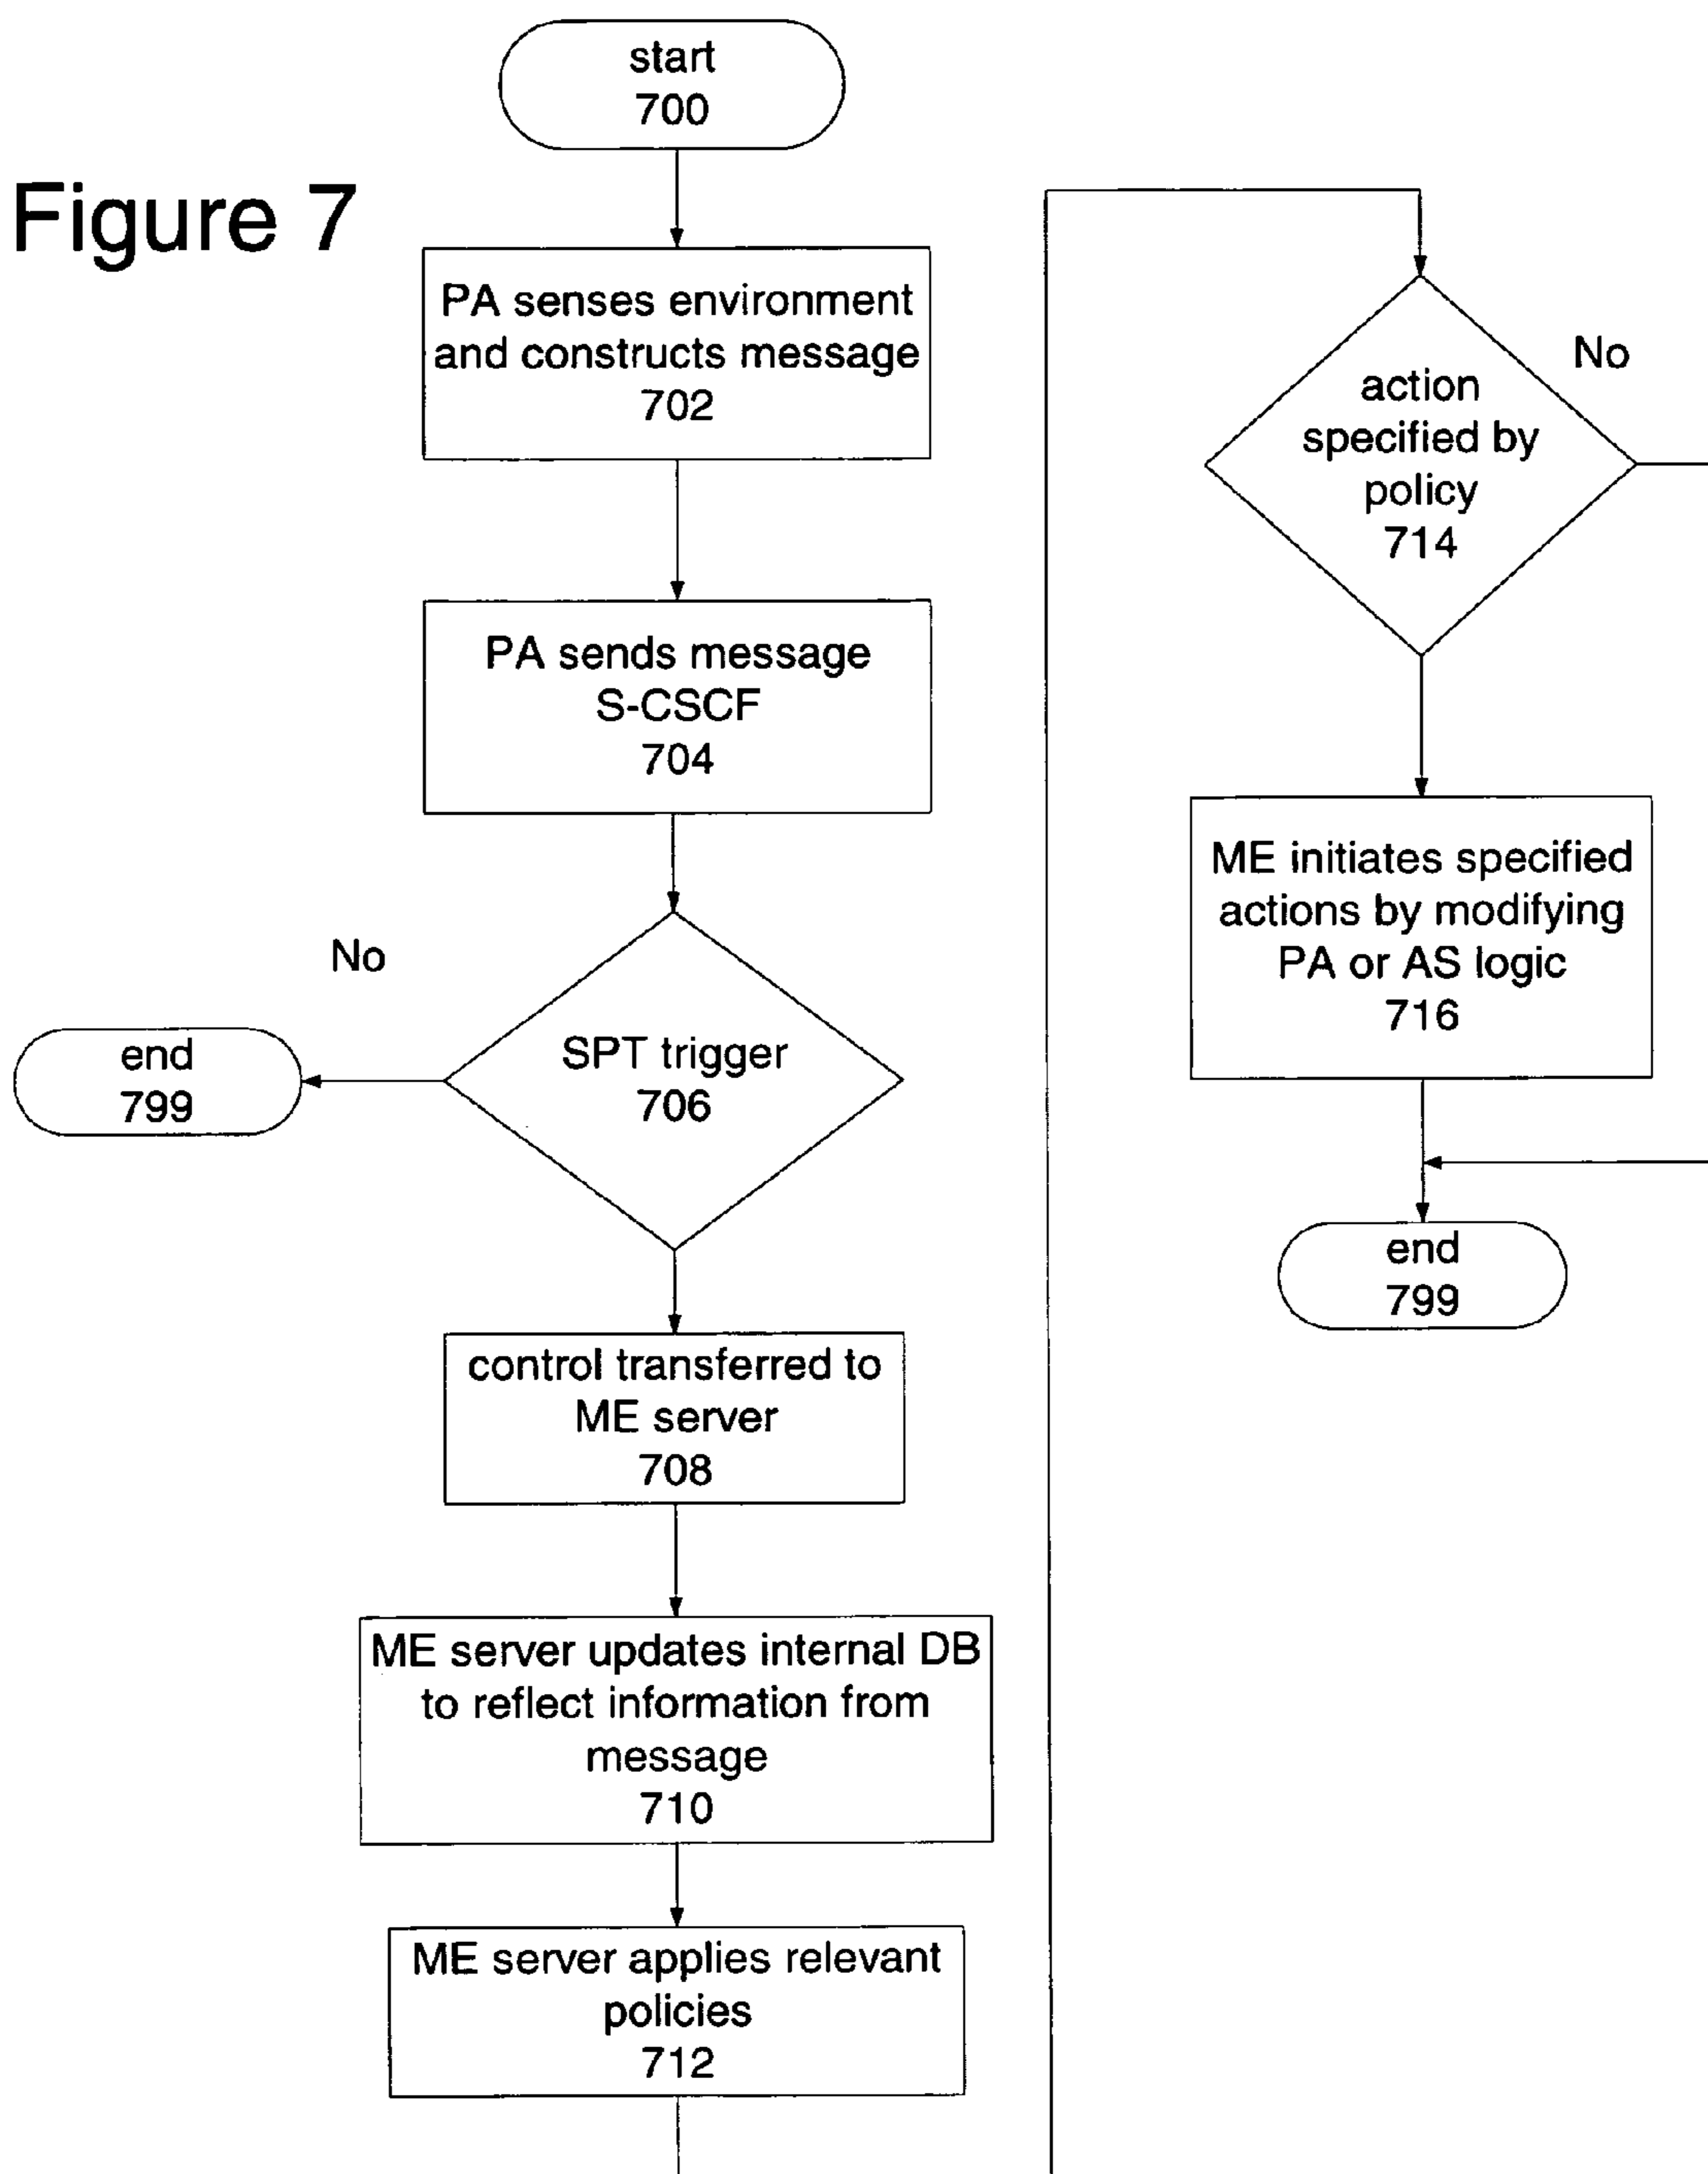 Figure 7
start
700
PA senses environment
and constructs message
702
PA sends message
S-CSCF
704
No
SPT trigger
706
end
799
control transferred to
ME server
708
ME server updates internal DB
to reflect information from
message
710
ME server applies relevant
policies
712
No
action
specified by
policy
714
ME initiates specified
actions by modifying
PA or AS logic
716
end
799